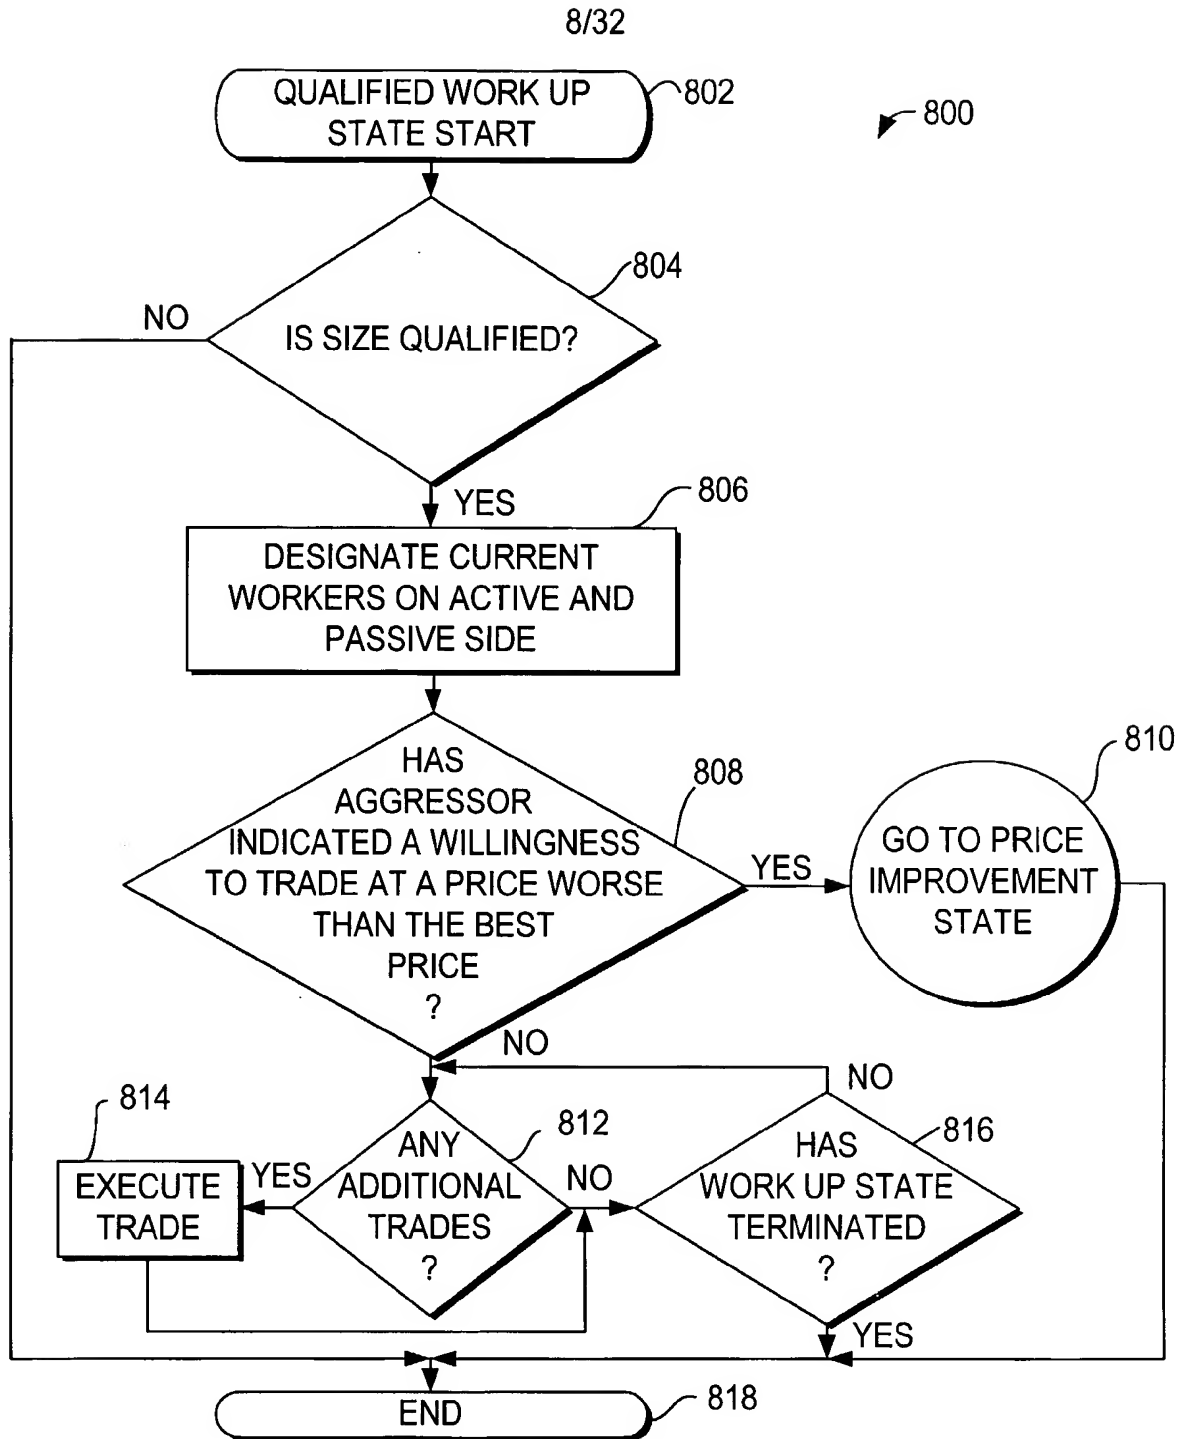 8/32
QUALIFIED WORK UP
STATE START
802
800
804
NO
IS SIZE QUALIFIED?
YES
806
DESIGNATE CURRENT
WORKERS ON ACTIVE AND
PASSIVE SIDE
HAS
AGGRESSOR
INDICATED A WILLINGNESS
TO TRADE AT A PRICE WORSE
THAN THE BEST
PRICE
?
808
YES
810
GO TO PRICE
IMPROVEMENT
STATE
NO
814
EXECUTE
TRADE
YES
ANY
ADDITIONAL
TRADES
?
812
NO
NO
816
HAS
WORK UP STATE
TERMINATED
?
YES
END
818